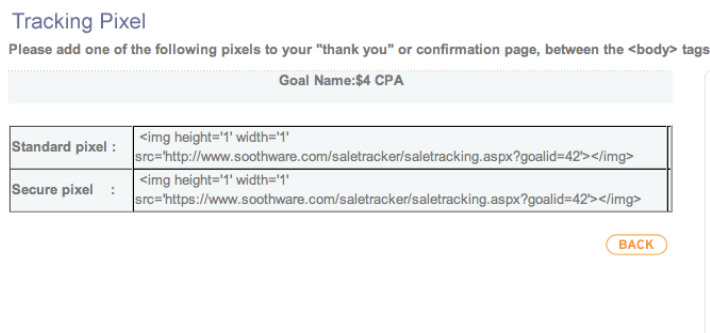 Tracking Pixel
Please add one of the following pixels to your "thank you" or confirmation page, between the <body> tags
Goal Name:$4 CPA
Standard pixel : <img height='1' width='1'
src='http://www.soothware.com/saletracker/saletracking.aspx?goalid=42'></img>
Secure pixel : <img height='1' width='1'
src='https://www.soothware.com/saletracker/saletracking.aspx?goalid=42'></img>
BACK